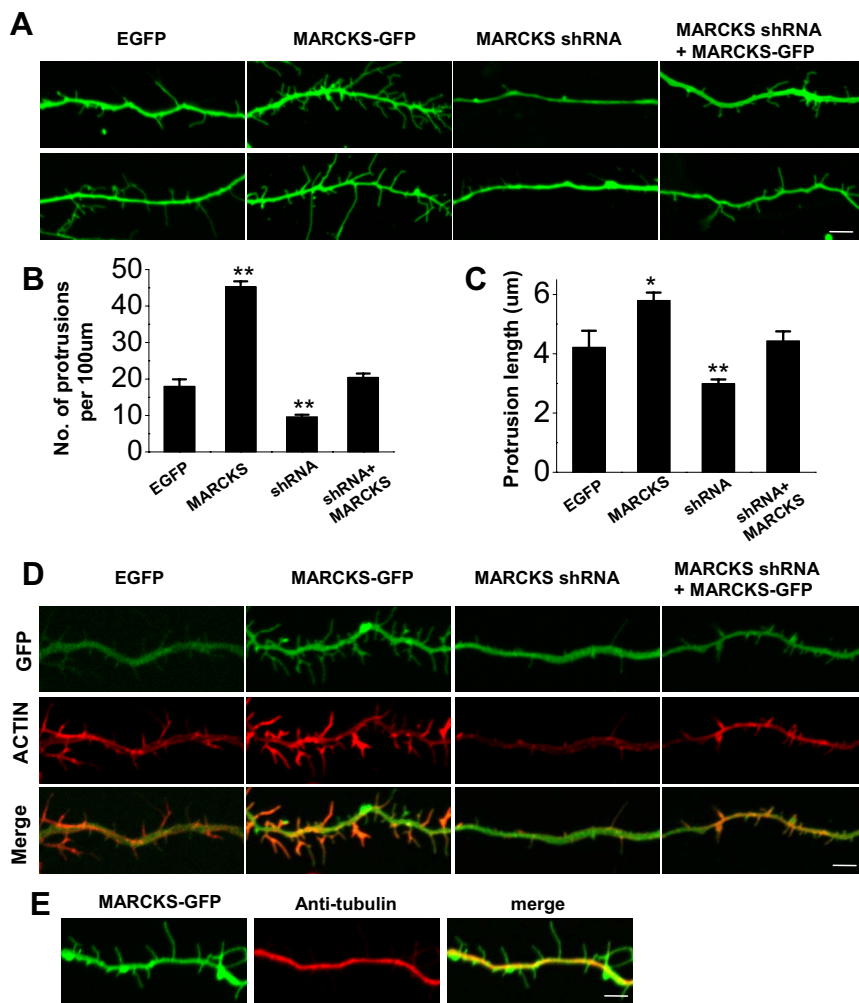 A
EGFP
MARCKS-GFP
MARCKS shRNA
MARCKS shRNA
+ MARCKS-GFP
B
No. of protrusions
per 100um
50
40
30
20
10
0
**
**
EGFP
MARCKS
shRNA
shRNA+
MARCKS
C
Protrusion length (um)
6
4
2
0
*
**
EGFP
MARCKS
shRNA
shRNA+
MARCKS
D
EGFP
MARCKS-GFP
MARCKS shRNA
MARCKS shRNA
+ MARCKS-GFP
GFP
ACTIN
Merge
E
MARCKS-GFP
Anti-tubulin
merge